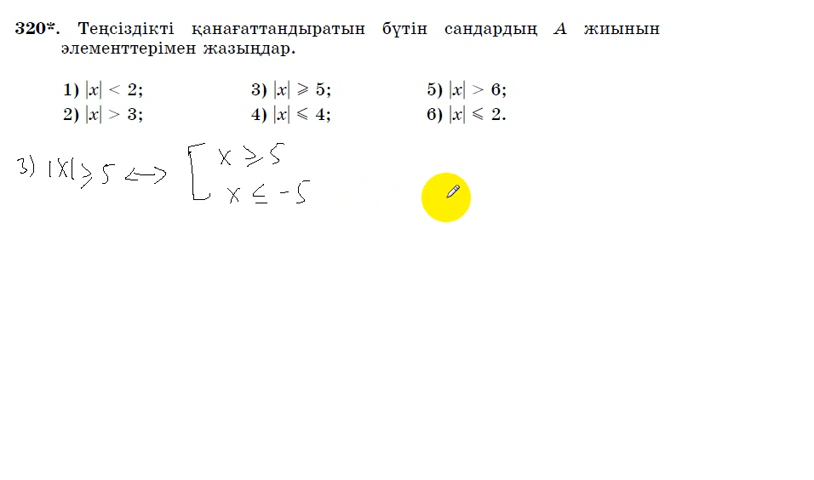 320*. Теңсіздікті қанағаттандыратын бүтін сандардың A жиынын
элементтерімен жазыңдар.
1) |x| < 2; 3) |x| ⩾ 5; 5) |x| > 6;
2) |x| > 3; 4) |x| ⩽ 4; 6) |x| ⩽ 2.
3) |x| ⩾ 5 ↔ [ x ⩾ 5
x ≤ -5